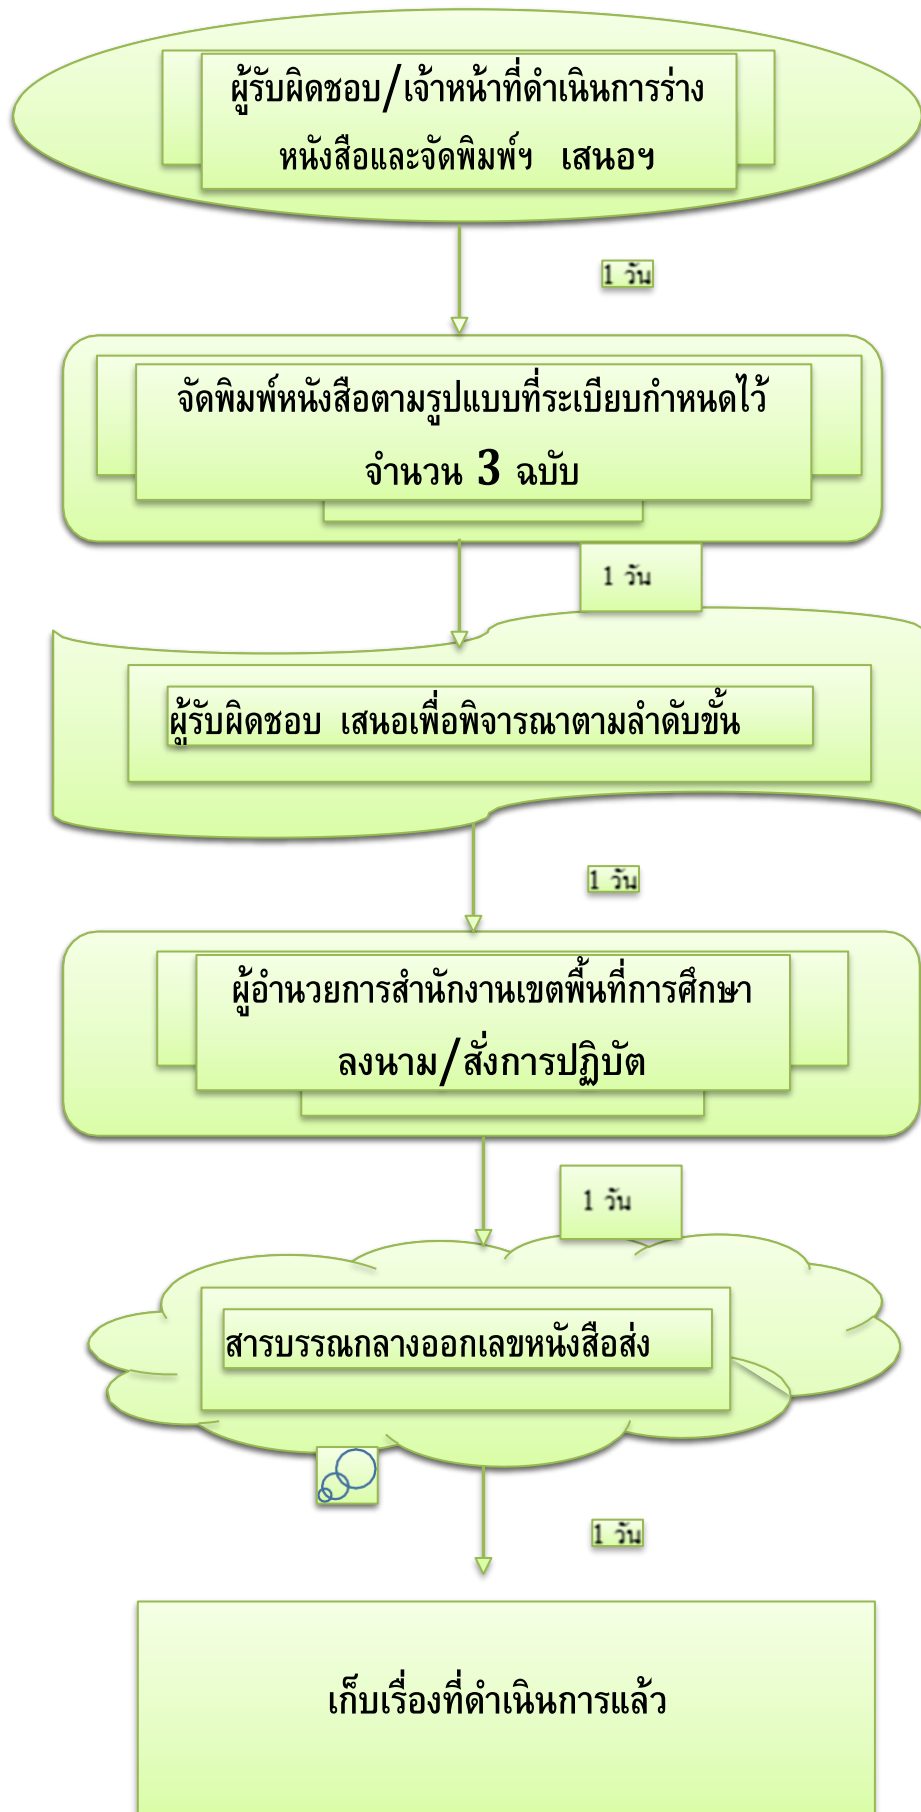 ผู้รับผิดชอบ/เจ้าหน้าที่ดำเนินการร่าง
หนังสือและจัดพิมพ์ฯ เสนอฯ
1 วัน
จัดพิมพ์หนังสือตามรูปแบบที่ระเบียบกำหนดไว้
จำนวน 3 ฉบับ
1 วัน
ผู้รับผิดชอบ เสนอเพื่อพิจารณาตามลำดับขั้น
1 วัน
ผู้อำนวยการสำนักงานเขตพื้นที่การศึกษา
ลงนาม/สั่งการปฏิบัต
1 วัน
สารบรรณกลางออกเลขหนังสือส่ง
1 วัน
เก็บเรื่องที่ดำเนินการแล้ว